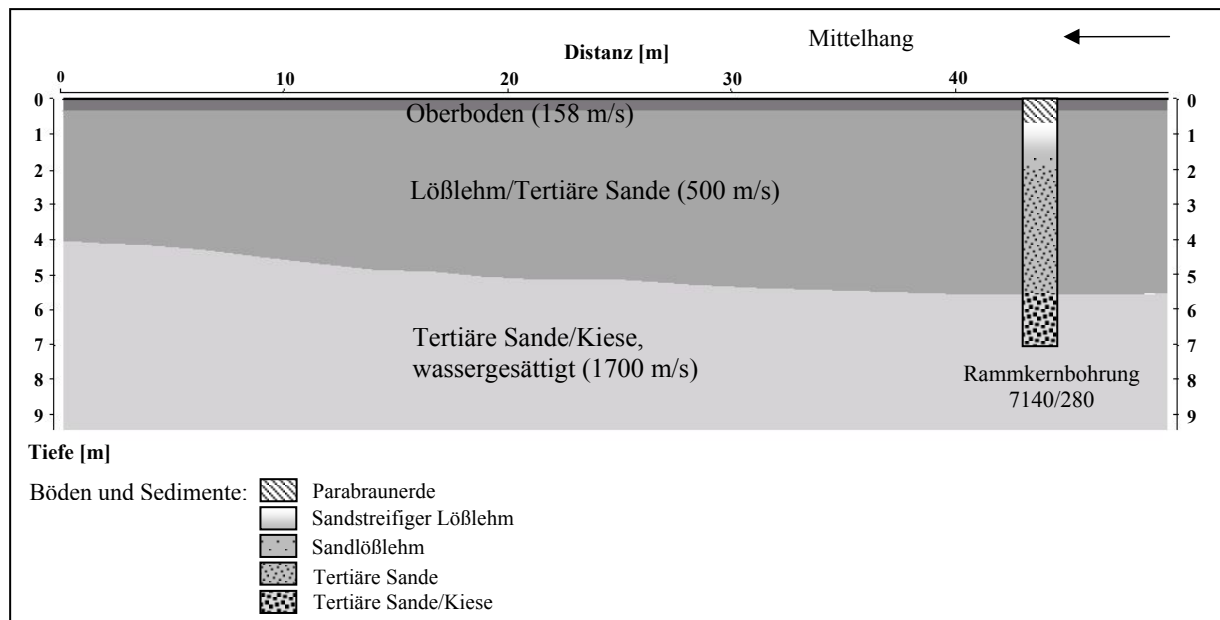 Mittelhang
Distanz [m]
0 10 20 30 40
0 0
Oberboden (158 m/s)
1 1
2 2
Lößlehm/Tertiäre Sande (500 m/s)
3 3
4 4
5 5
6 6
Tertiäre Sande/Kiese,
7 7
wassergesättigt (1700 m/s)
8 8
Rammkernbohrung
7140/280
9 9
Tiefe [m]
Böden und Sedimente:
Parabraunerde
Sandstreifiger Lößlehm
Sandlößlehm
Tertiäre Sande
Tertiäre Sande/Kiese